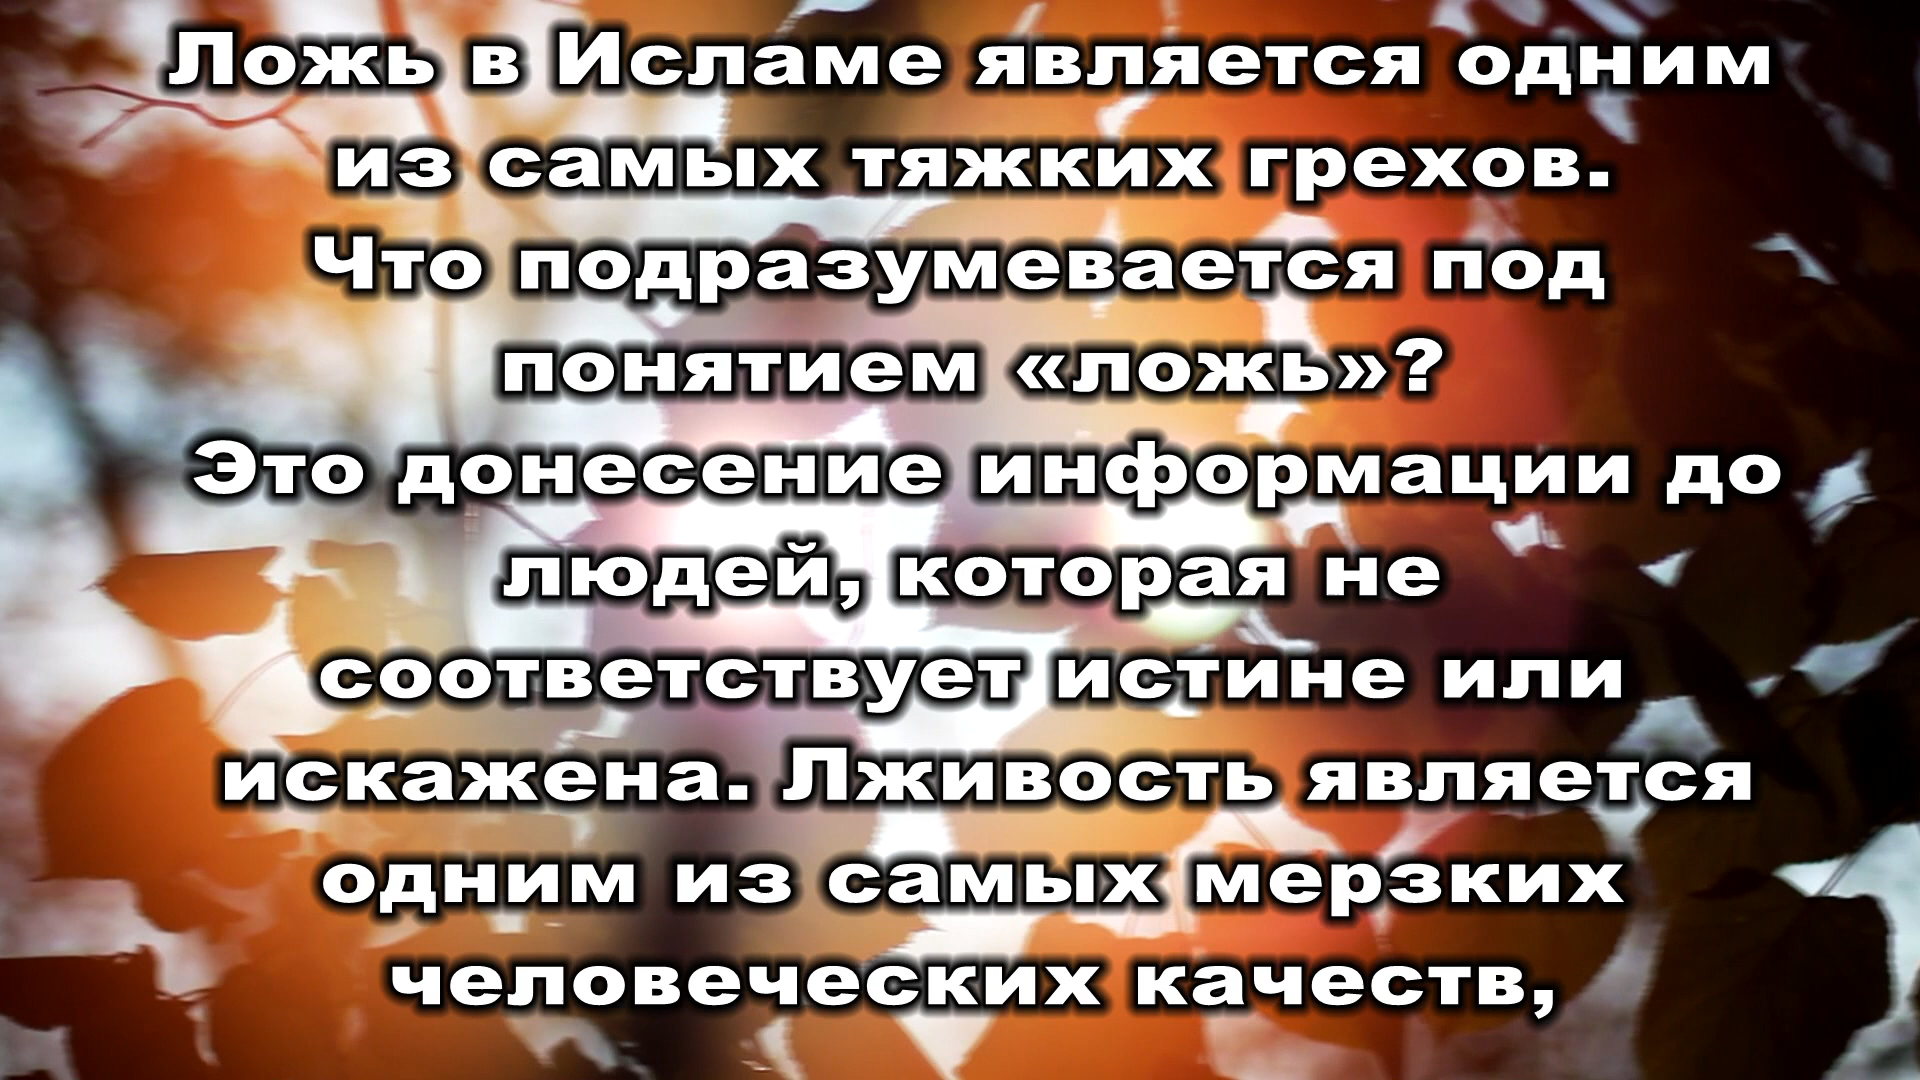 Ложь в Исламе является одним
из самых тяжких грехов.
Что подразумевается под
понятием «ложь»?
Это донесение информации до
людей, которая не
соответствует истине или
искажена. Лживость является
одним из самых мерзких
человеческих качеств,